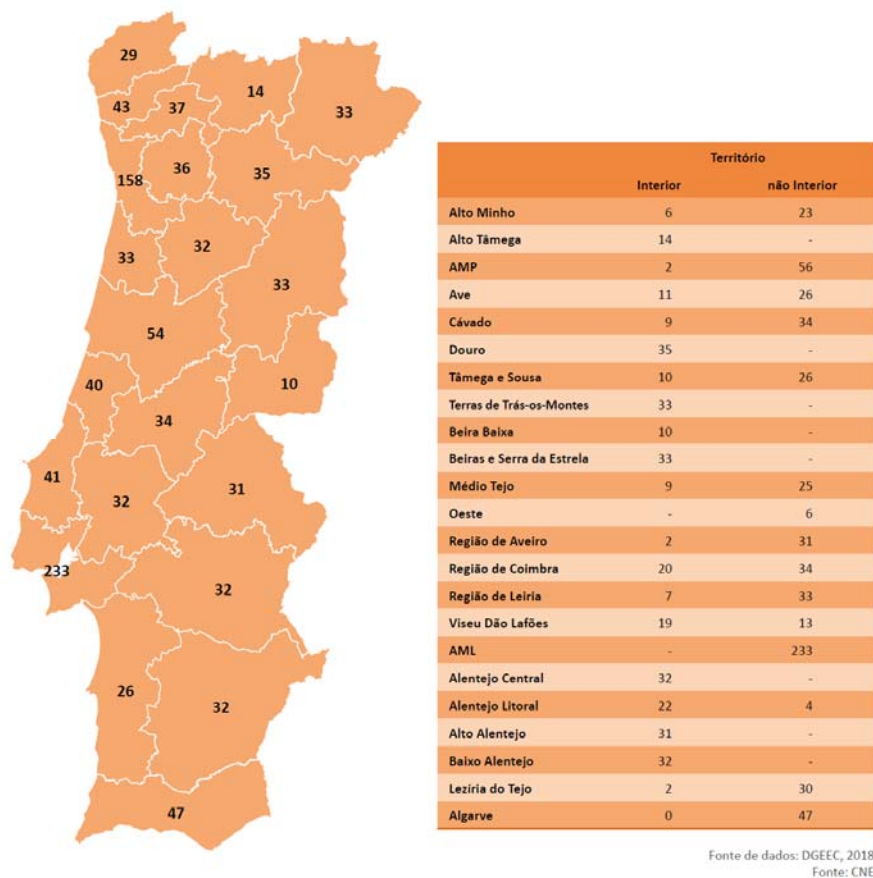 29
14
43
37
33
158
36
35
33
32
33
54
40
10
34
41
32
31
233
32
26
32
47
Território
Interior não Interior
Alto Minho 6 23
Alto Tâmega 14 -
AMP 2 56
Ave 11 26
Cávado 9 34
Douro 35 -
Tâmega e Sousa 10 26
Terras de Trás-os-Montes 33 -
Beira Baixa 10 -
Beiras e Serra da Estrela 33 -
Médio Tejo 9 25
Oeste - 6
Região de Aveiro 2 31
Região de Coimbra 20 34
Região de Leiria 7 33
Viseu Dão Lafões 19 13
AML - 233
Alentejo Central 32 -
Alentejo Litoral 22 4
Alto Alentejo 31 -
Baixo Alentejo 32 -
Lezíria do Tejo 2 30
Algarve 0 47
Fonte de dados: DGEEC, 2018
Fonte: CNE